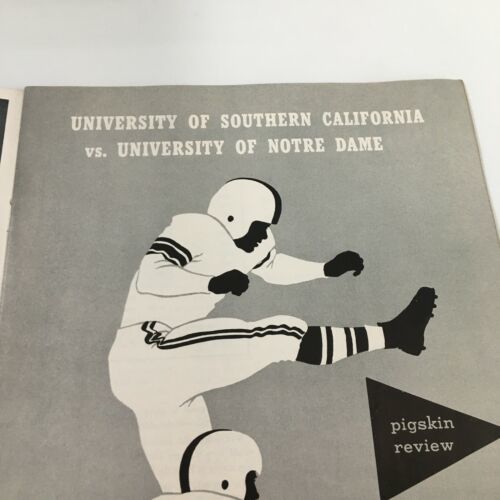 UNIVERSITY OF SOUTHERN CALIFORNIA
vs. UNIVERSITY OF NOTRE DAME
pigskin
review